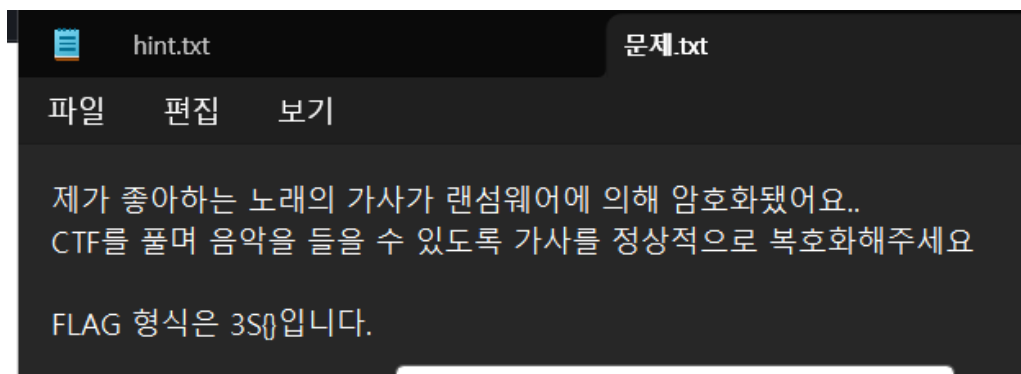 hint.txt
문제.txt
파일 편집 보기
제가 좋아하는 노래의 가사가 랜섬웨어에 의해 암호화됐어요..
CTF를 풀며 음악을 들을 수 있도록 가사를 정상적으로 복호화해주세요
FLAG 형식은 3S{}입니다.